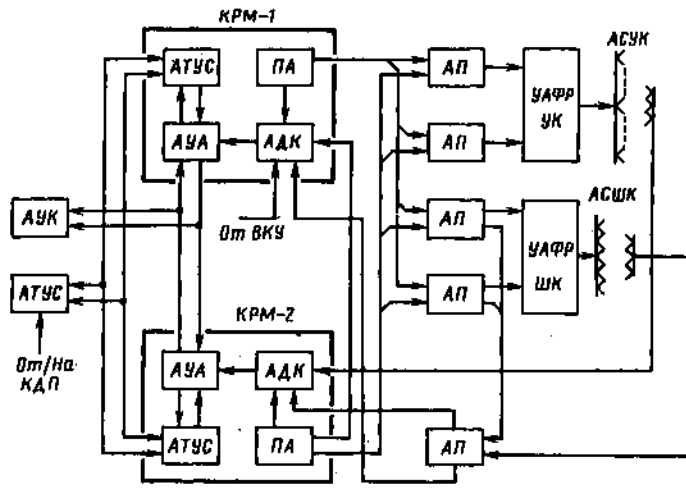 КРМ-1
АТУС
ПА
АУА
АДК
От ВКУ
АП
АП
АП
АП
УАФР
УК
АСУК
УАФР
ШК
АСШК
АУК
АТУС
От/На
КДП
КРМ-2
АУА
АДК
АТУС
ПА
АП